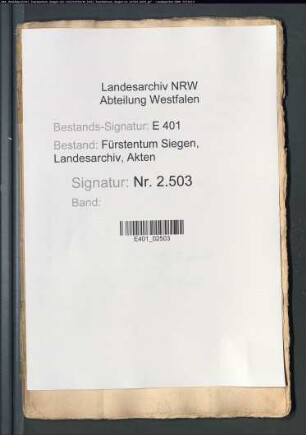 Landesarchiv NRW
Abteilung Westfalen
Bestands-Signatur: E 401
Bestand: Fürstentum Siegen,
Landesarchiv, Akten
Signatur: Nr. 2.503
Band:
E401_02503